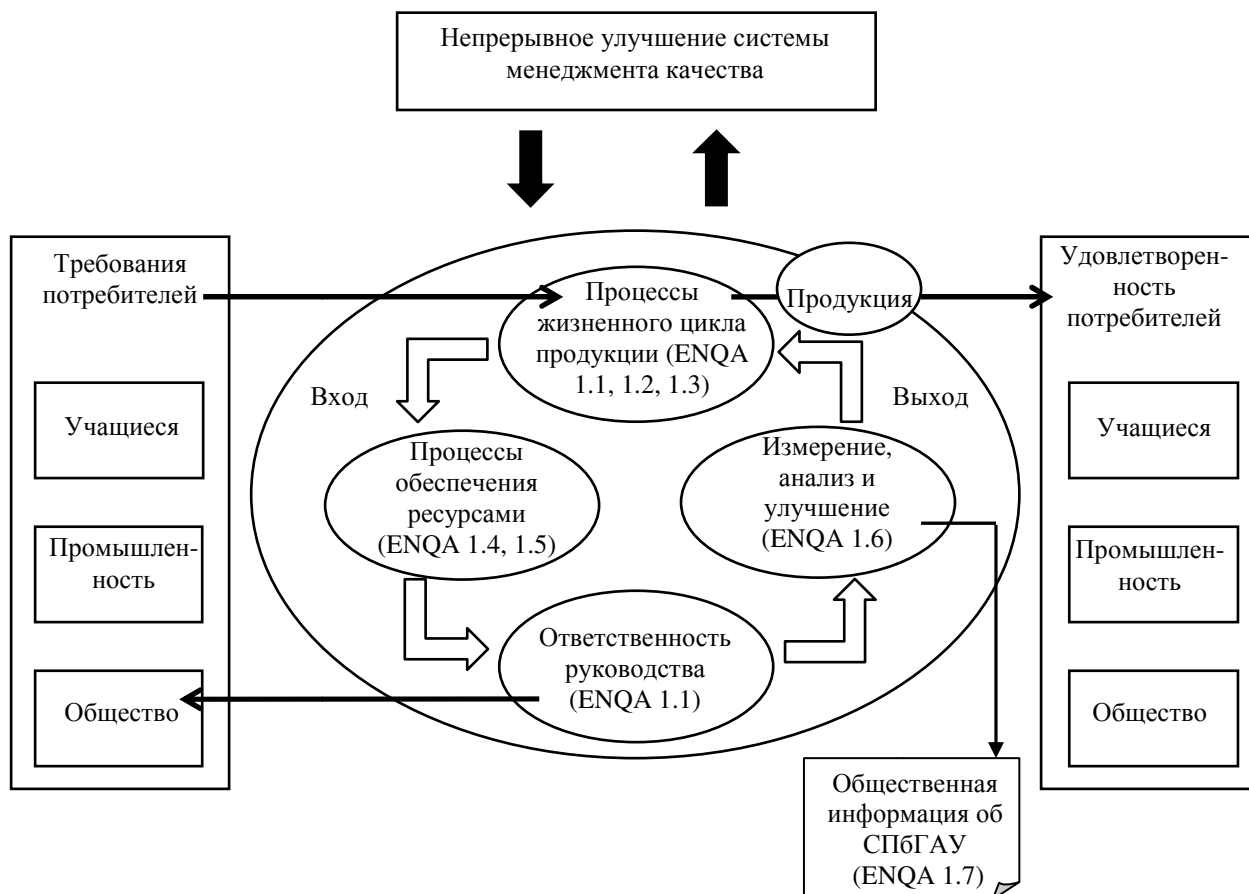 Непрерывное улучшение системы
менеджмента качества
Требования
потребителей
Учащиеся
Промышлен-
ность
Общество
Вход
Процессы
жизненного цикла
продукции (ENQA
1.1, 1.2, 1.3)
Продукция
Процессы
обеспечения
ресурсами
(ENQA 1.4, 1.5)
Измерение,
анализ и
улучшение
(ENQA 1.6)
Выход
Ответственность
руководства
(ENQA 1.1)
Удовлетворен-
ность
потребителей
Учащиеся
Промышлен-
ность
Общество
Общественная
информация об
СПбГАУ
(ENQA 1.7)